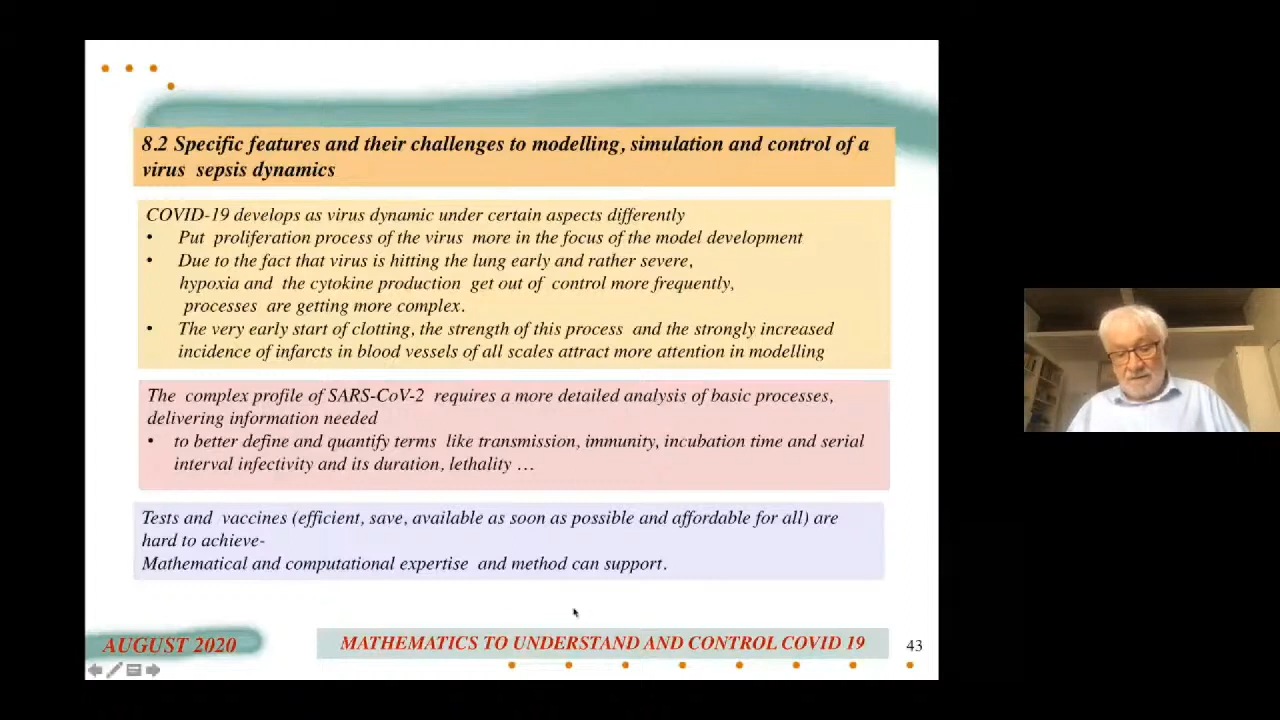 8.2 Specific features and their challenges to modelling, simulation and control of a
virus sepsis dynamics
COVID-19 develops as virus dynamic under certain aspects differently
• Put proliferation process of the virus more in the focus of the model development
• Due to the fact that virus is hitting the lung early and rather severe,
hypoxia and the cytokine production get out of control more frequently,
processes are getting more complex.
• The very early start of clotting, the strength of this process and the strongly increased
incidence of infarcts in blood vessels of all scales attract more attention in modelling
The complex profile of SARS-CoV-2 requires a more detailed analysis of basic processes,
delivering information needed
• to better define and quantify terms like transmission, immunity, incubation time and serial
interval infectivity and its duration, lethality …
Tests and vaccines (efficient, save, available as soon as possible and affordable for all) are
hard to achieve-
Mathematical and computational expertise and method can support.
AUGUST 2020
MATHEMATICS TO UNDERSTAND AND CONTROL COVID 19
43